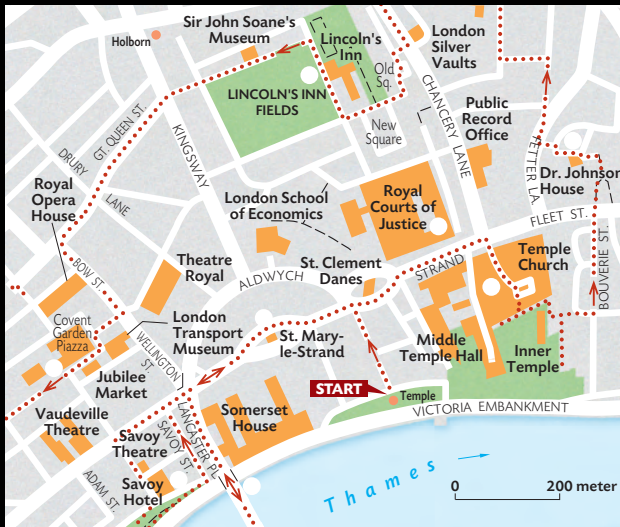 Sir John Soane's
Museum
Holborn
Lincoln's
Inn
London
Silver
Vaults
Old
Sq.
LINCOLN'S INN
FIELDS
CHANCERY LANE
Public
Record
Office
New
Square
GT. QUEEN ST.
KINGSWAY
FETTER LA.
DRURY
LANE
Royal
Opera
House
London School
of Economics
Royal
Courts of
Justice
Dr. Johnson
House
FLEET ST.
BOUVERIE ST.
BOW ST.
Theatre
Royal
ALDWYCH
St. Clement
Danes
STRAND
Temple
Church
Covent
Garden
Piazza
London
Transport
Museum
WELLINGTON
ST.
St. Mary-
le-Strand
Middle
Temple Hall
Inner
Temple
Jubilee
Market
START
Temple
VICTORIA EMBANKMENT
Vaudeville
Theatre
Savoy
Theatre
SAVOY ST.
LANCASTER PL.
Somerset
House
ADAM ST.
Savoy
Hotel
Thames
0 200 meter